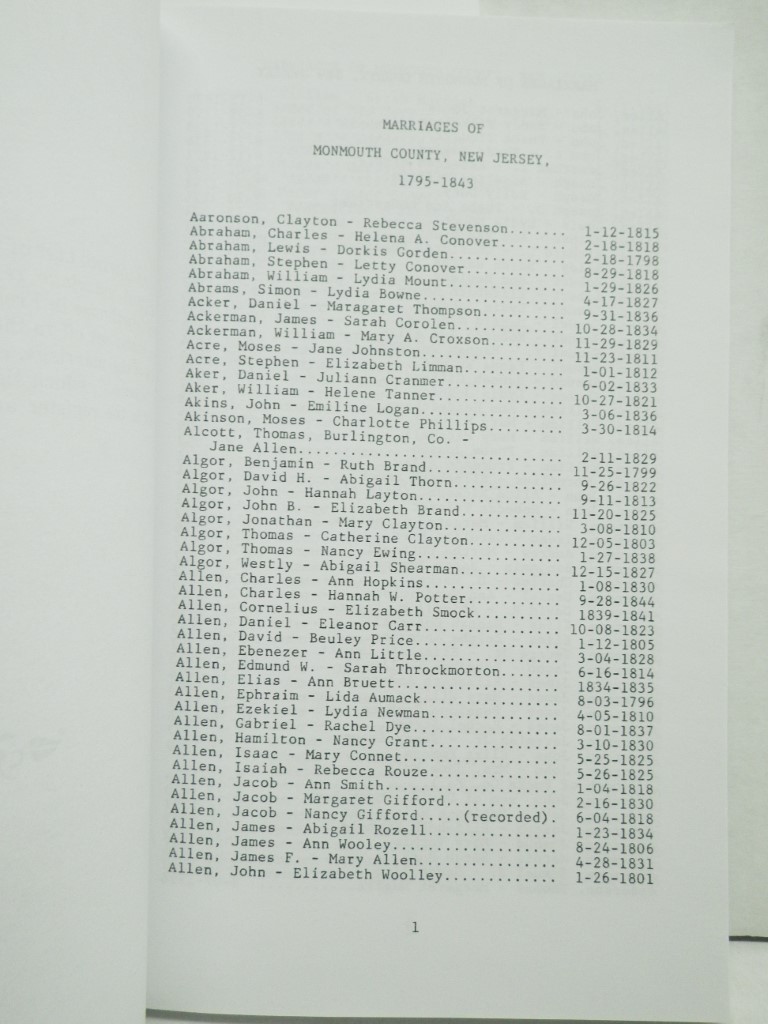 MARRIAGES OF
MONMOUTH COUNTY, NEW JERSEY,
1795-1843
Aaronson, Clayton - Rebecca Stevenson....... 1-12-1815
Abraham, Charles - Helena A. Conover........ 2-18-1818
Abraham, Lewis - Dorkis Gorden.............. 2-18-1798
Abraham, Stephen - Letty Conover............ 8-29-1818
Abraham, William - Lydia Mount.............. 1-29-1826
Abrams, Simon - Lydia Bowne................. 4-17-1827
Acker, Daniel - Maragaret Thompson.......... 9-31-1836
Ackerman, James - Sarah Corolen............. 10-28-1834
Ackerman, William - Mary A. Croxson......... 11-29-1829
Acre, Moses - Jane Johnston................. 11-23-1811
Acre, Stephen - Elizabeth Limman............ 1-01-1812
Aker, Daniel - Juliann Cranmer.............. 6-02-1833
Aker, William - Helene Tanner............... 10-27-1821
Akins, John - Emiline Logan................. 3-06-1836
Akinson, Moses - Charlotte Phillips......... 3-30-1814
Alcott, Thomas, Burlington, Co. -
Jane Allen................................ 2-11-1829
Algor, Benjamin - Ruth Brand................ 11-25-1799
Algor, David H. - Abigail Thorn............. 9-26-1822
Algor, John - Hannah Layton................. 9-11-1813
Algor, John B. - Elizabeth Brand............ 11-20-1825
Algor, Jonathan - Mary Clayton.............. 3-08-1810
Algor, Thomas - Catherine Clayton........... 12-05-1803
Algor, Thomas - Nancy Ewing................. 1-27-1838
Algor, Westly - Abigail Shearman............ 12-15-1827
Allen, Charles - Ann Hopkins................ 1-08-1830
Allen, Charles - Hannah W. Potter........... 9-28-1844
Allen, Cornelius - Elizabeth Smock.......... 1839-1841
Allen, Daniel - Eleanor Carr................ 10-08-1823
Allen, David - Beuley Price................. 1-12-1805
Allen, Ebenezer - Ann Little................ 3-04-1828
Allen, Edmund W. - Sarah Throckmorton....... 6-16-1814
Allen, Elias - Ann Bruett................... 1834-1835
Allen, Ephraim - Lida Aumack................ 8-03-1796
Allen, Ezekiel - Lydia Newman............... 4-05-1810
Allen, Gabriel - Rachel Dye................. 8-01-1837
Allen, Hamilton - Nancy Grant............... 3-10-1830
Allen, Isaac - Mary Connet.................. 5-25-1825
Allen, Isaiah - Rebecca Rouze............... 5-26-1825
Allen, Jacob - Ann Smith.................... 1-04-1818
Allen, Jacob - Margaret Gifford............. 2-16-1830
Allen, Jacob - Nancy Gifford.....(recorded). 6-04-1818
Allen, James - Abigail Rozell............... 1-23-1834
Allen, James - Ann Wooley................... 8-24-1806
Allen, James F. - Mary Allen................ 4-28-1831
Allen, John - Elizabeth Woolley............. 1-26-1801
1